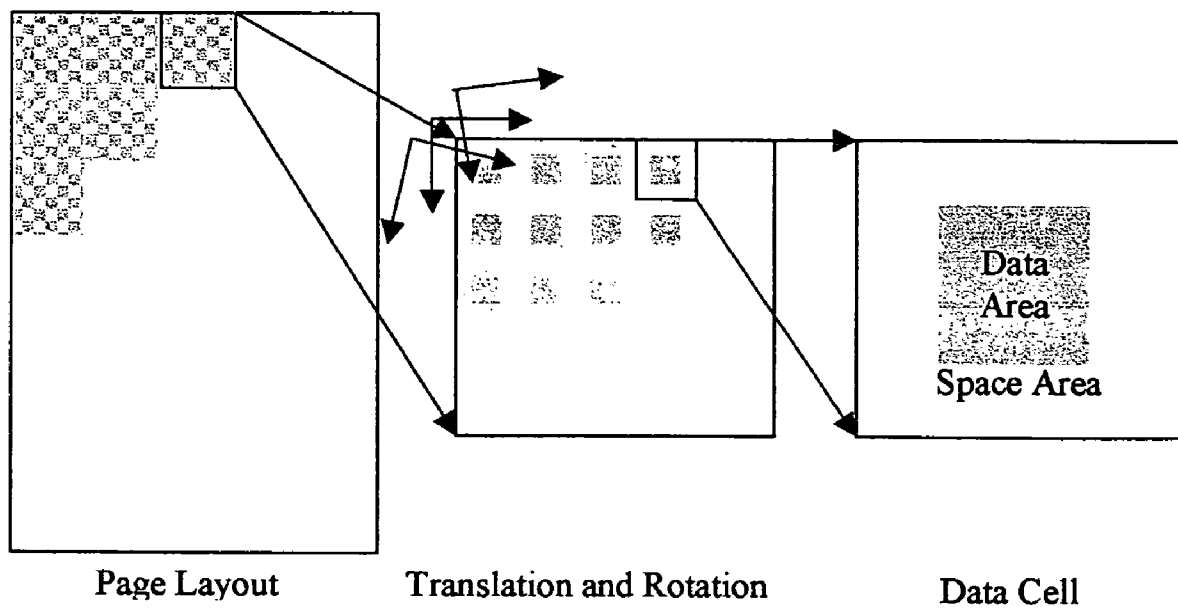 Data
Area
Space Area
Page Layout
Translation and Rotation
Data Cell